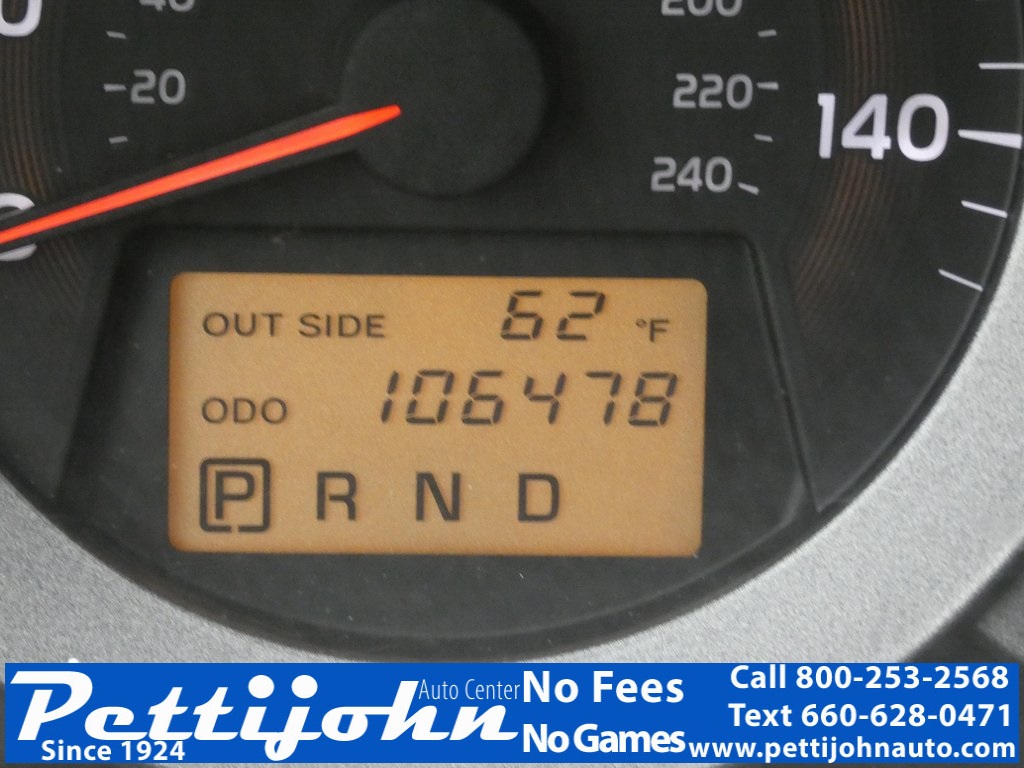 40
200
20
220
140
240
0
OUT SIDE 62 °F
ODO 106478
P R N D
Pettijohn Auto Center
Since 1924
No Fees
No Games
Call 800-253-2568
Text 660-628-0471
www.pettijohnauto.com